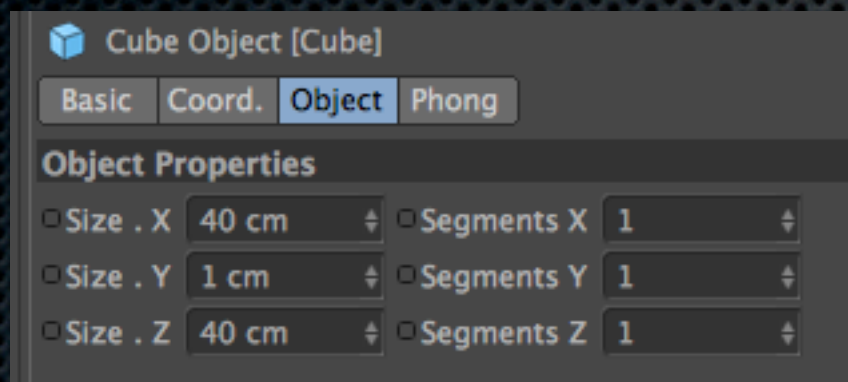 Cube Object [Cube]
Basic Coord. Object Phong
Object Properties
Size . X 40 cm Segments X 1
Size . Y 1 cm Segments Y 1
Size . Z 40 cm Segments Z 1